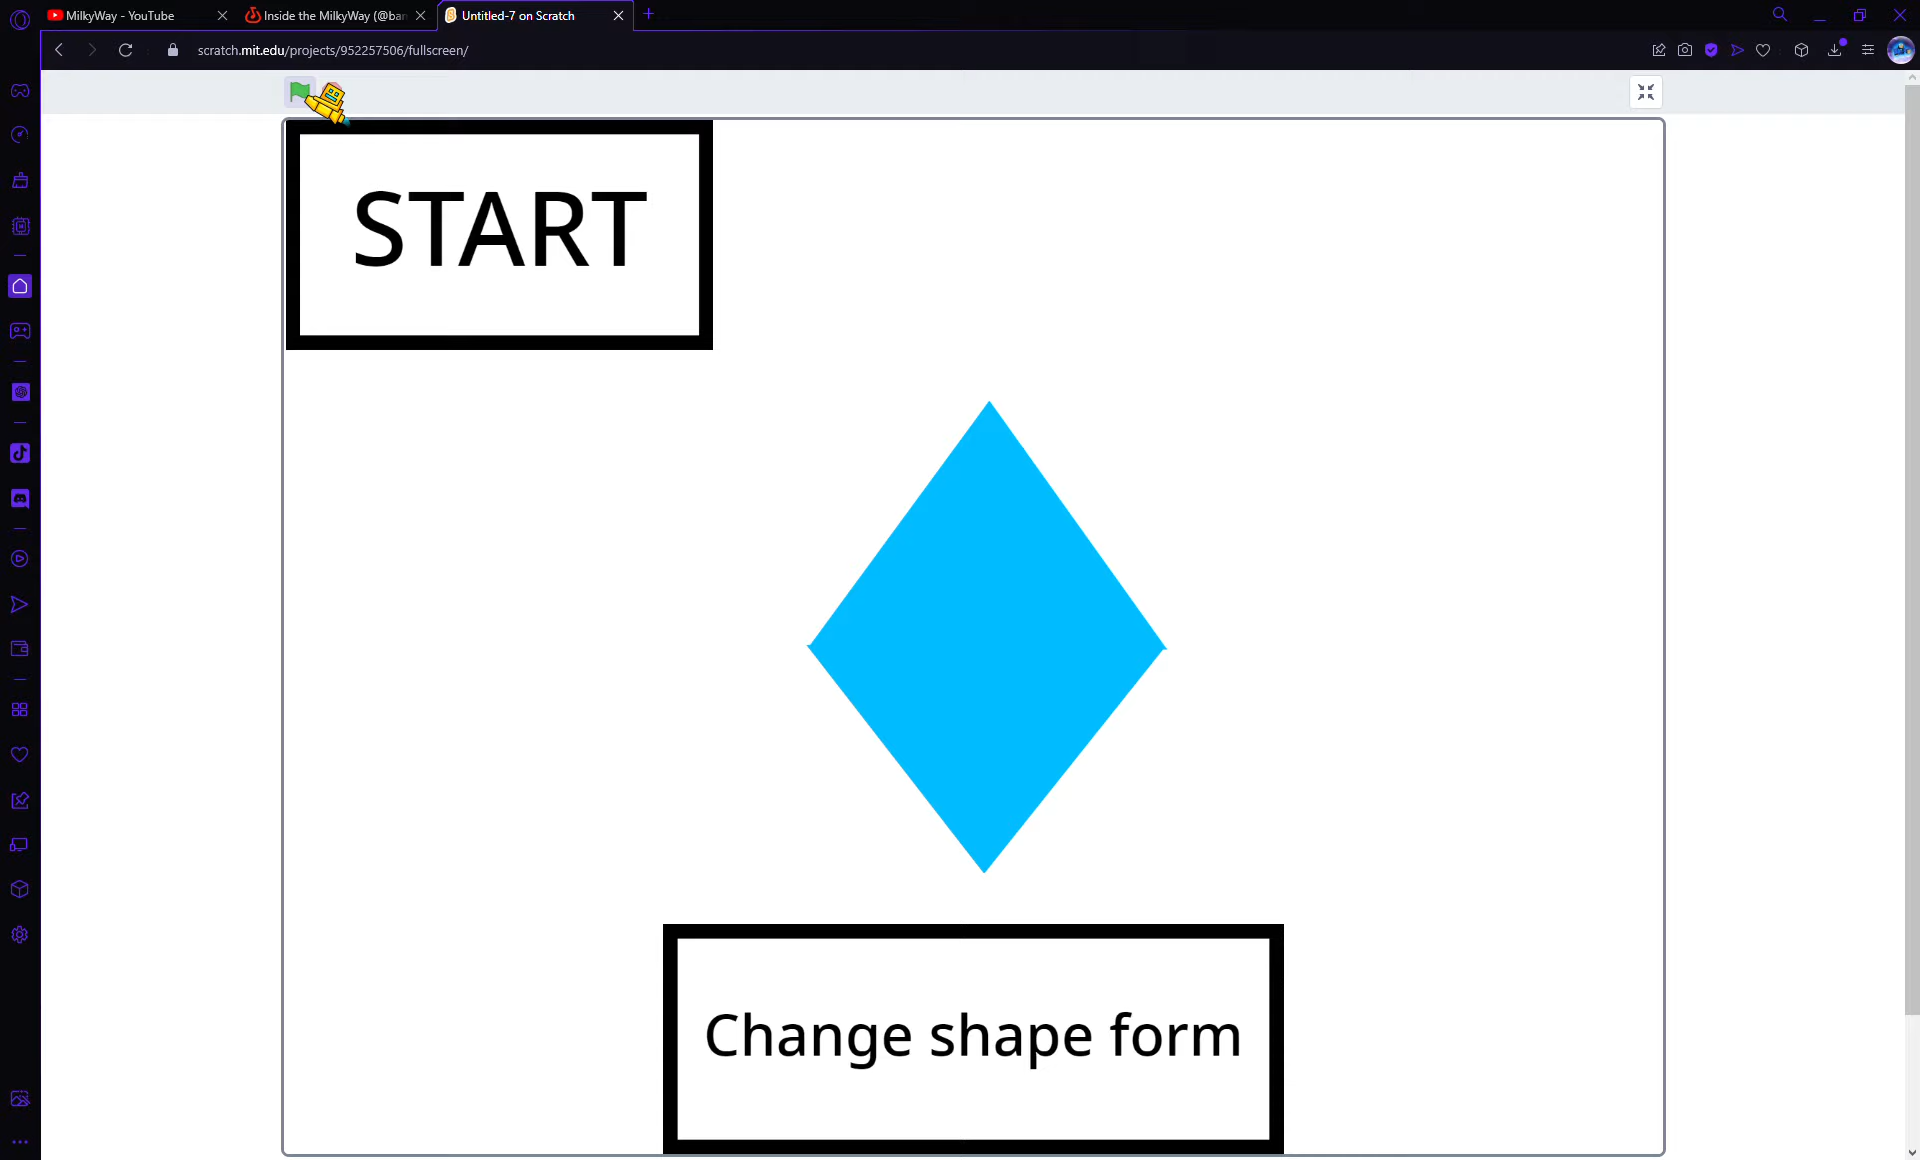 MilkyWay - YouTube
Inside the MilkyWay (@bar
Untitled-7 on Scratch
scratch.mit.edu/projects/952257506/fullscreen/
START
Change shape form